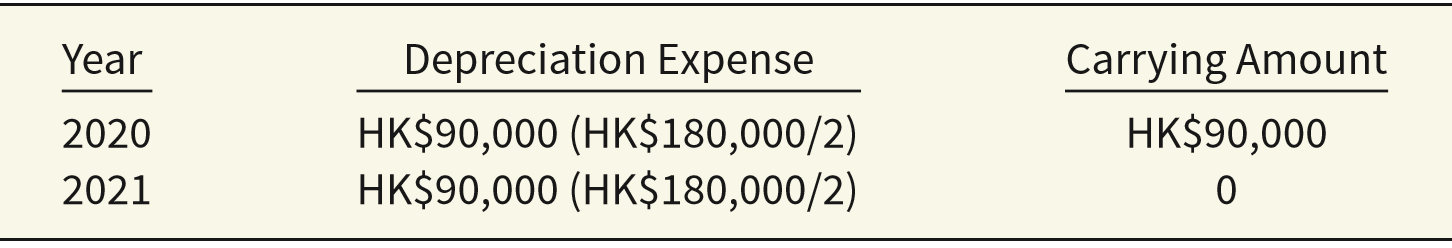 Year Depreciation Expense Carrying Amount
2020 HK$90,000 (HK$180,000/2) HK$90,000
2021 HK$90,000 (HK$180,000/2) 0